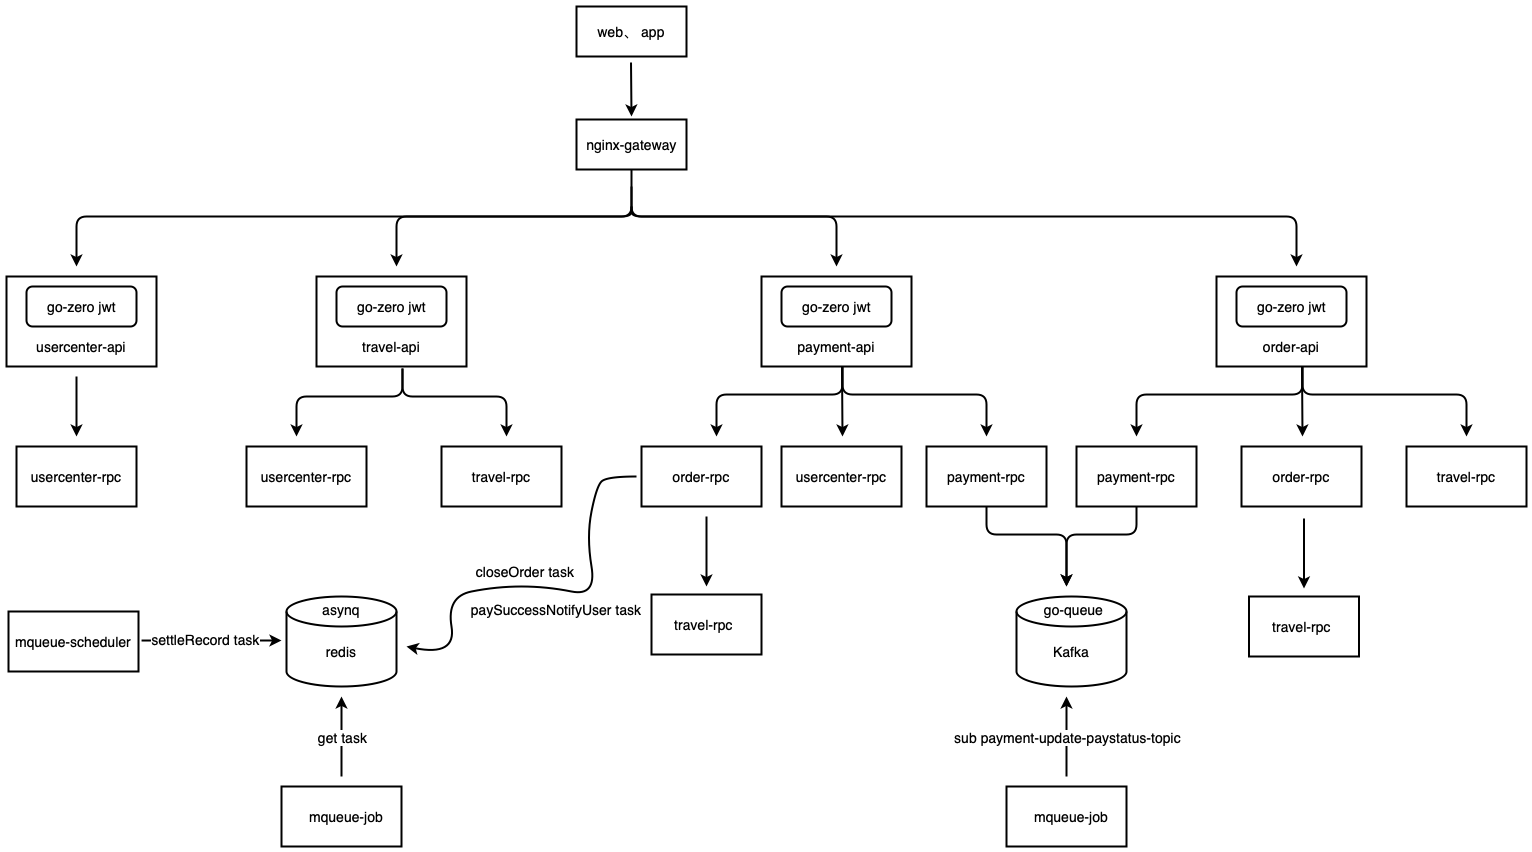 web、 app
nginx-gateway
go-zero jwt
usercenter-api
go-zero jwt
travel-api
go-zero jwt
payment-api
go-zero jwt
order-api
usercenter-rpc
usercenter-rpc
travel-rpc
order-rpc
usercenter-rpc
payment-rpc
payment-rpc
order-rpc
travel-rpc
closeOrder task
paySuccessNotifyUser task
mqueue-scheduler
settleRecord task
asynq
redis
travel-rpc
go-queue
Kafka
travel-rpc
get task
sub payment-update-paystatus-topic
mqueue-job
mqueue-job